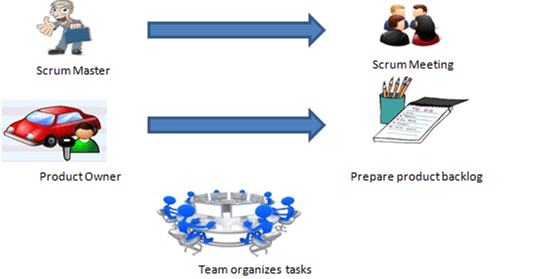 Scrum Master
Scrum Meeting
Product Owner
Prepare product backlog
Team organizes tasks